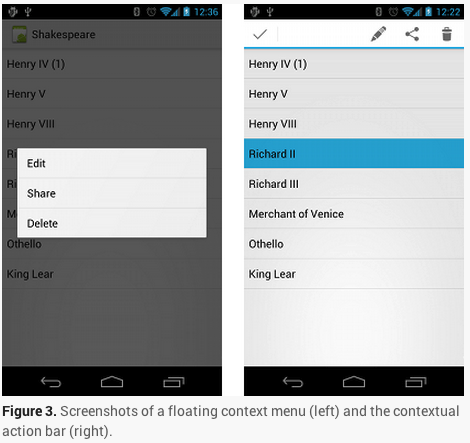 12:36
Shakespeare
Henry IV (1)
Henry V
Henry VIII
Ri
Ri
M
Othello
King Lear
Edit
Share
Delete
12:22
Henry IV (1)
Henry V
Henry VIII
Richard II
Richard III
Merchant of Venice
Othello
King Lear
Figure 3. Screenshots of a floating context menu (left) and the contextual
action bar (right).